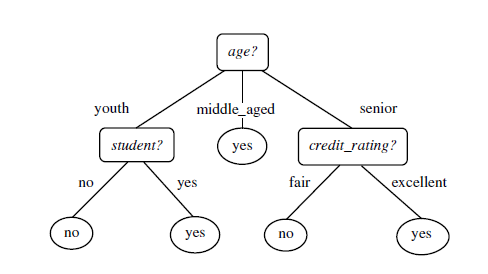 age?
youth
middle_aged
senior
student?
yes
credit_rating?
no
yes
fair
excellent
no
yes
no
yes